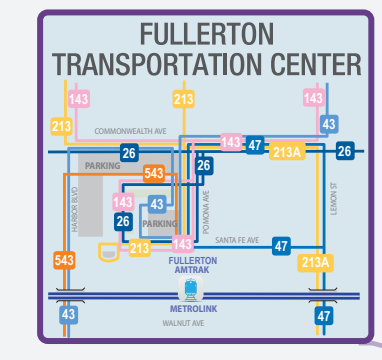 FULLERTON
TRANSPORTATION CENTER
143
213
143
213
43
COMMONWEALTH AVE
143
47
26
213A
26
PARKING
26
543
HARBOR BLVD
143
43
POMONA AVE
LEMON ST
26
PARKING
213
143
SANTA FE AVE
47
543
FULLERTON
AMTRAK
213A
METROLINK
43
WALNUT AVE
47